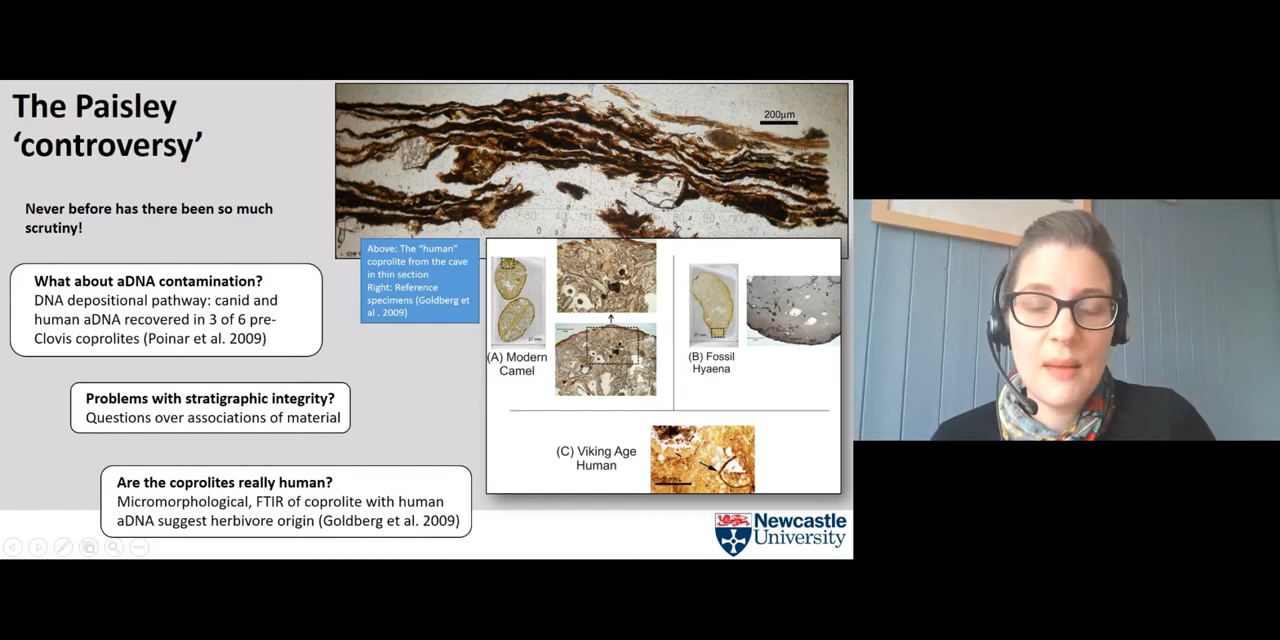 The Paisley
‘controversy’
Never before has there been so much
scrutiny!
What about aDNA contamination?
DNA depositional pathway: canid and
human aDNA recovered in 3 of 6 pre-
Clovis coprolites (Poinar et al. 2009)
Problems with stratigraphic integrity?
Questions over associations of material
Are the coprolites really human?
Micromorphological, FTIR of coprolite with human
aDNA suggest herbivore origin (Goldberg et al. 2009)
200μm
Above: The “human”
coprolite from the cave
in thin section
Right: Reference
specimens (Goldberg et
al . 2009)
(A) Modern
Camel
(B) Fossil
Hyaena
(C) Viking Age
Human
Newcastle
University